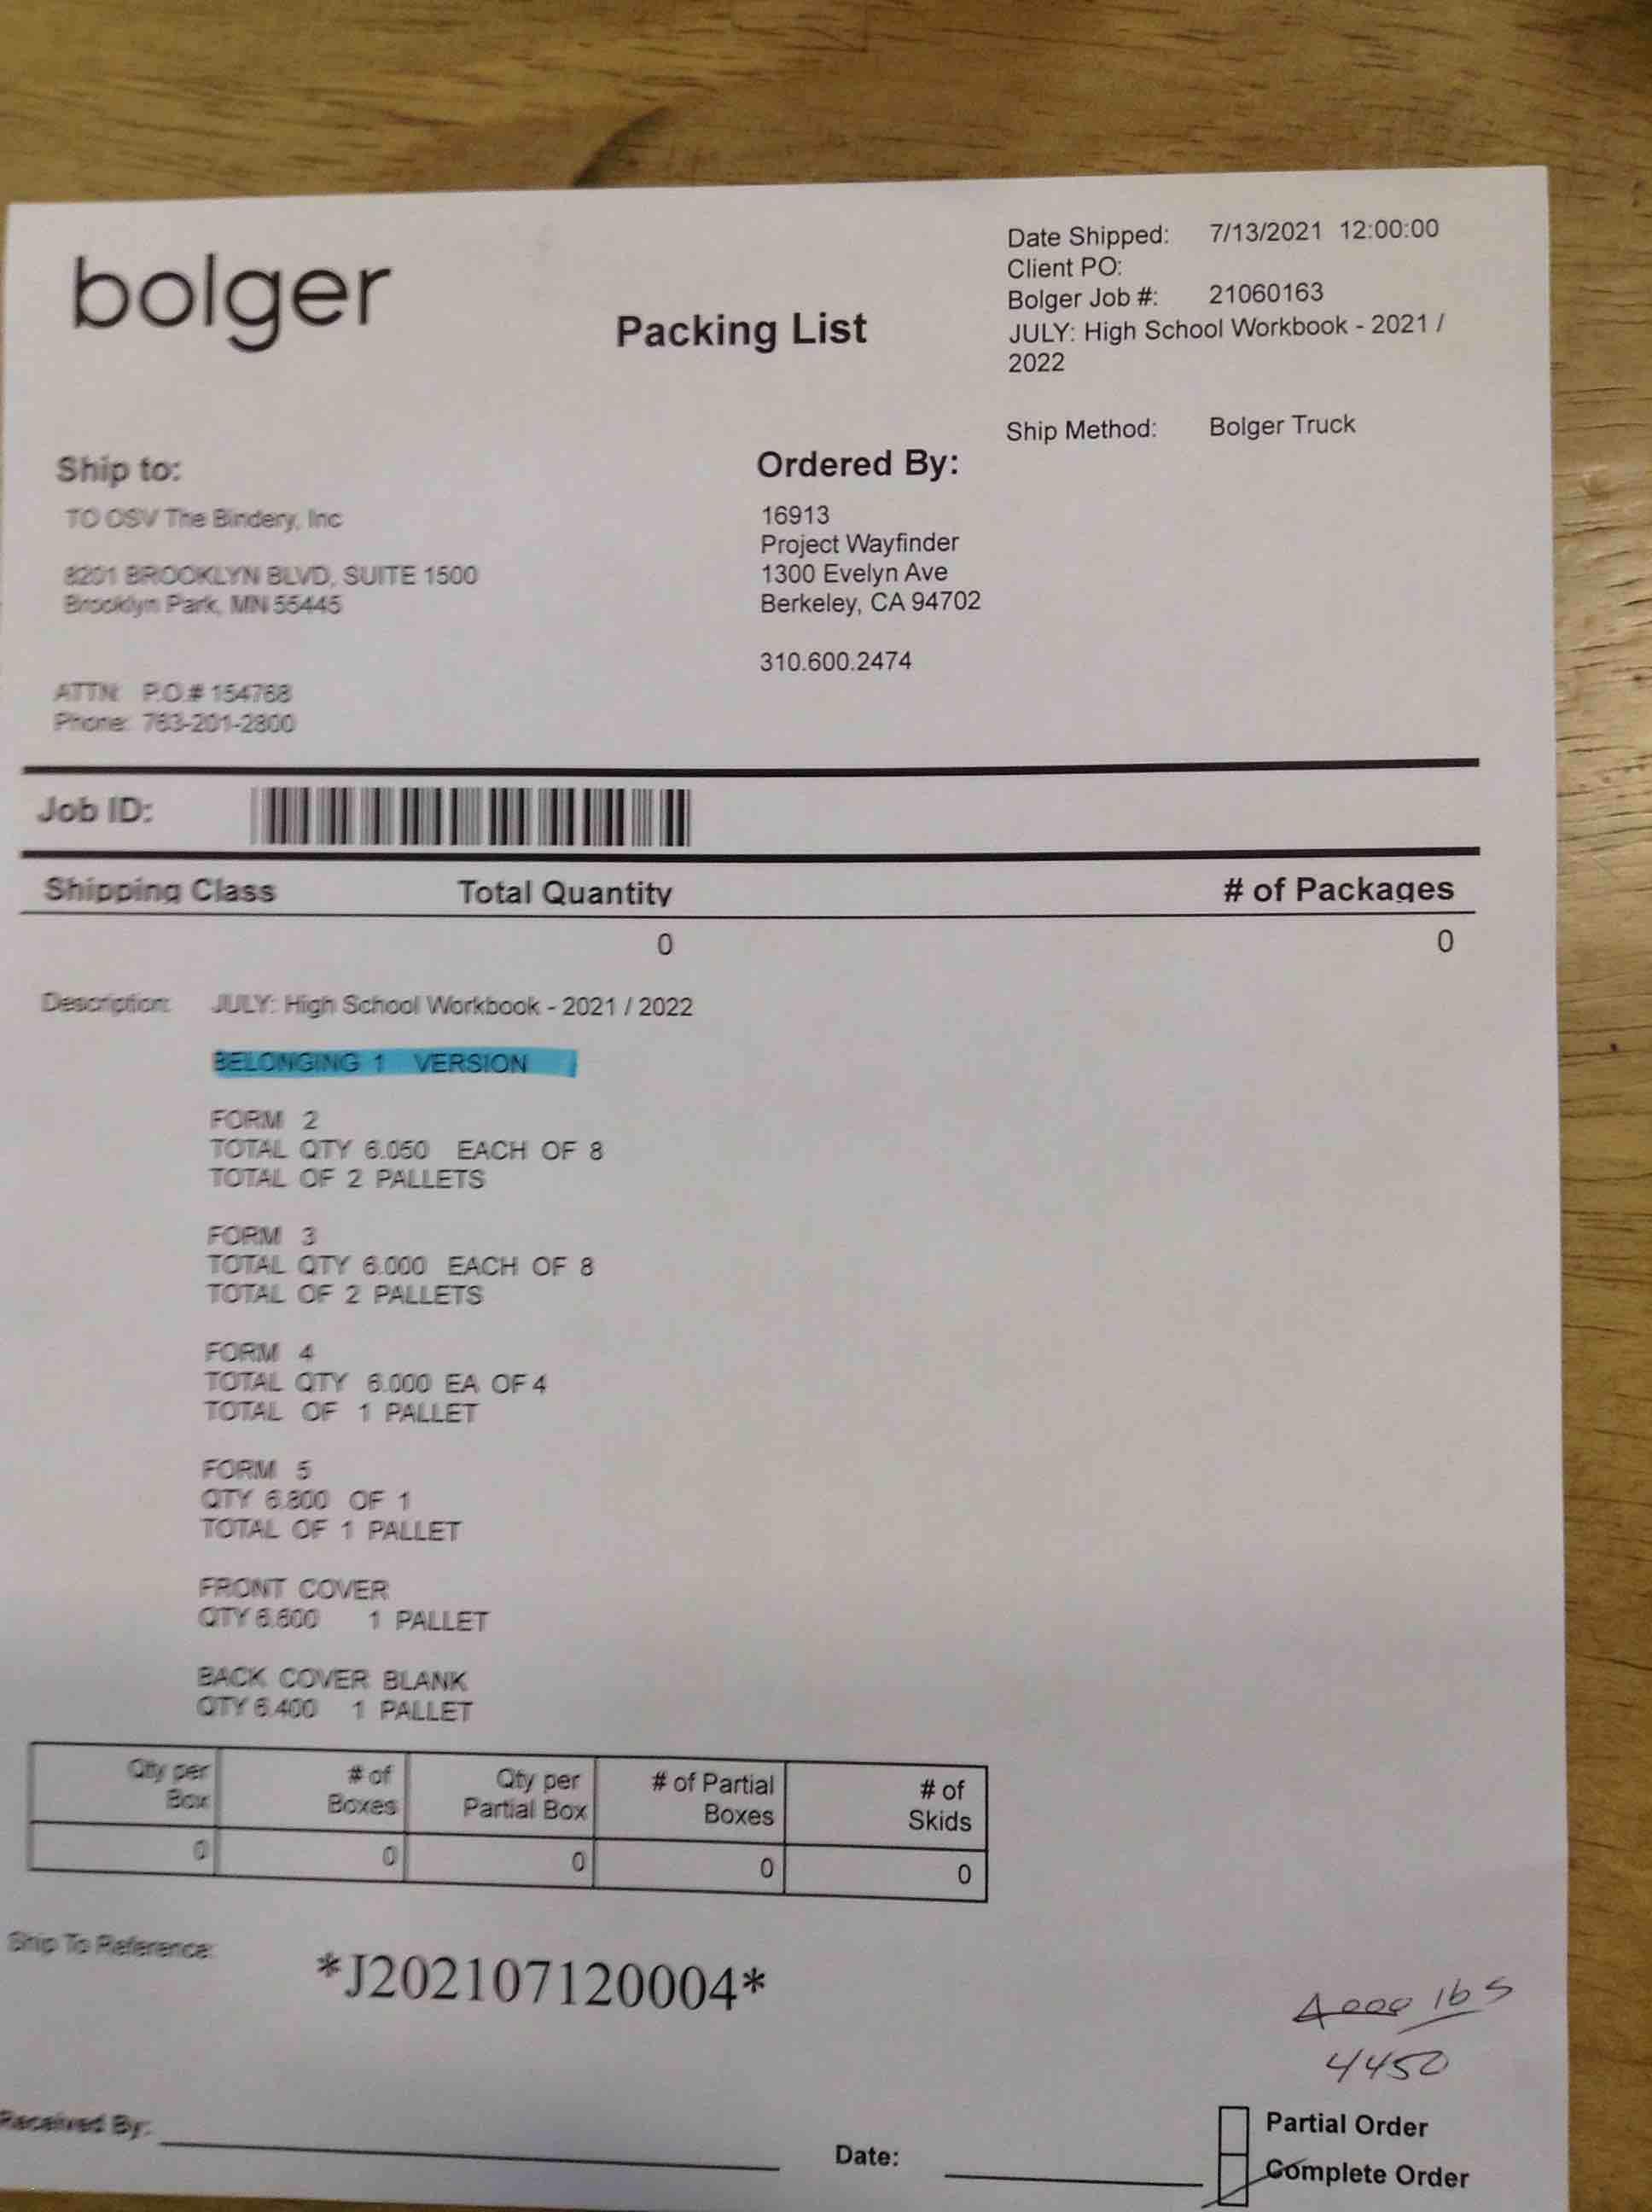 bolger
Packing List
Date Shipped: 7/13/2021 12:00:00
Client PO:
Bolger Job #: 21060163
JULY: High School Workbook - 2021 /
2022
Ship Method: Bolger Truck
Ship to:
TO OSV The Bindery, Inc
8201 BROOKLYN BLVD, SUITE 1500
Brooklyn Park, MN 55445
ATTN: P.O.# 154768
Phone: 763-201-2800
Ordered By:
16913
Project Wayfinder
1300 Evelyn Ave
Berkeley, CA 94702
310.600.2474
Job ID:
Shipping Class Total Quantity # of Packages
0 0
Description: JULY: High School Workbook - 2021 / 2022
BELONGING 1 VERSION
FORM 2
TOTAL QTY 6.050 EACH OF 8
TOTAL OF 2 PALLETS
FORM 3
TOTAL QTY 6.000 EACH OF 8
TOTAL OF 2 PALLETS
FORM 4
TOTAL QTY 6.000 EA OF 4
TOTAL OF 1 PALLET
FORM 5
QTY 6.800 OF 1
TOTAL OF 1 PALLET
FRONT COVER
QTY 1 PALLET
BACK COVER BLANK
QTY 6.400 1 PALLET
Qty per Box # of Boxes Qty per Partial Box # of Partial Boxes # of Skids
0 0 0 0 0
Ship To Reference:
*J202107120004*
4000 lbs
4450
Received By:
Date:
Partial Order
Complete Order